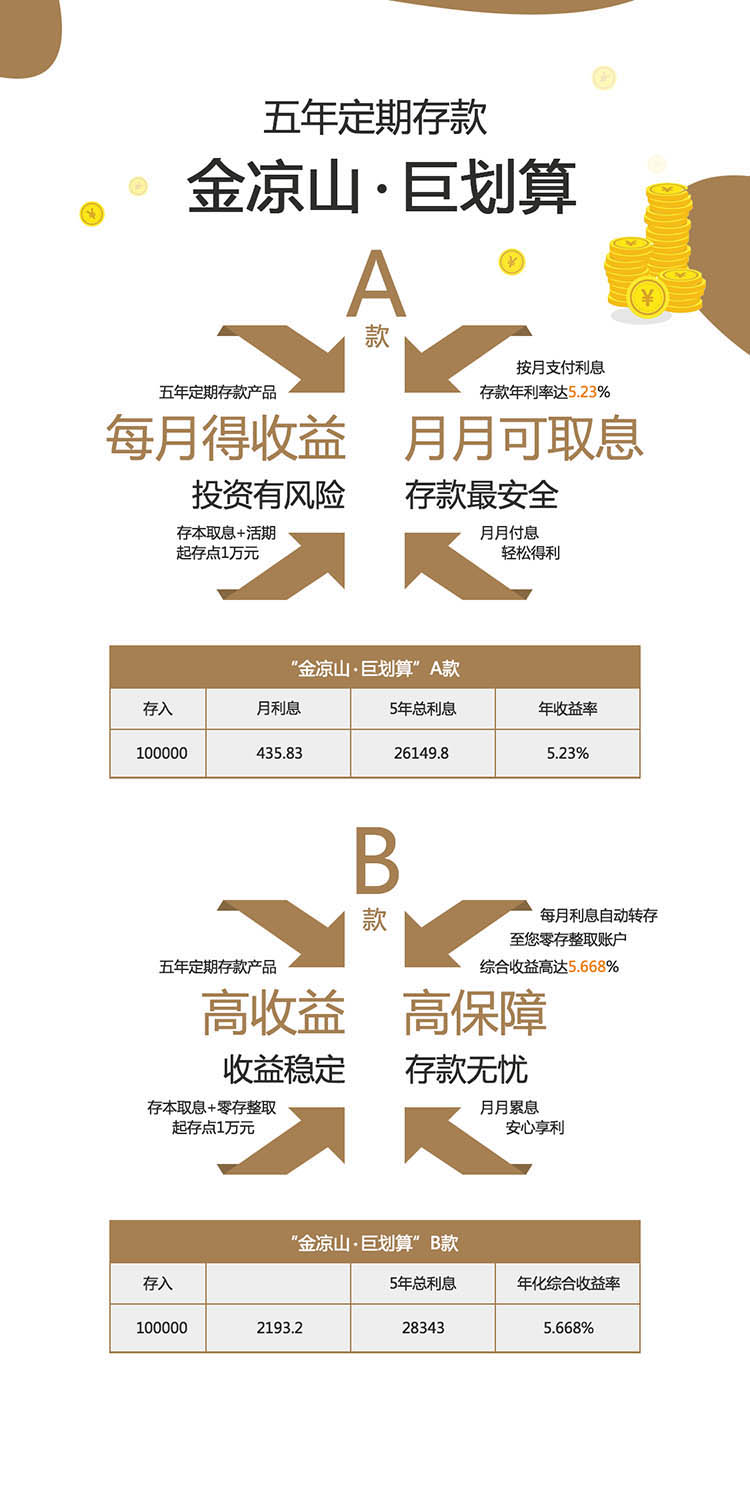 五年定期存款
金凉山·巨划算
A
款
五年定期存款产品
每月得收益
投资有风险
存本取息+活期
起存点1万元
按月支付利息
存款年利率达5.23%
月月可取息
存款最安全
月月付息
轻松得利
“金凉山·巨划算”A款
存入 月利息 5年总利息 年收益率
100000 435.83 26149.8 5.23%
B
款
五年定期存款产品
高收益
收益稳定
存本取息+零存整取
起存点1万元
每月利息自动转存
至您零存整取账户
综合收益高达5.668%
高保障
存款无忧
月月累息
安心享利
“金凉山·巨划算”B款
存入 5年总利息 年化综合收益率
100000 2193.2 28343 5.668%